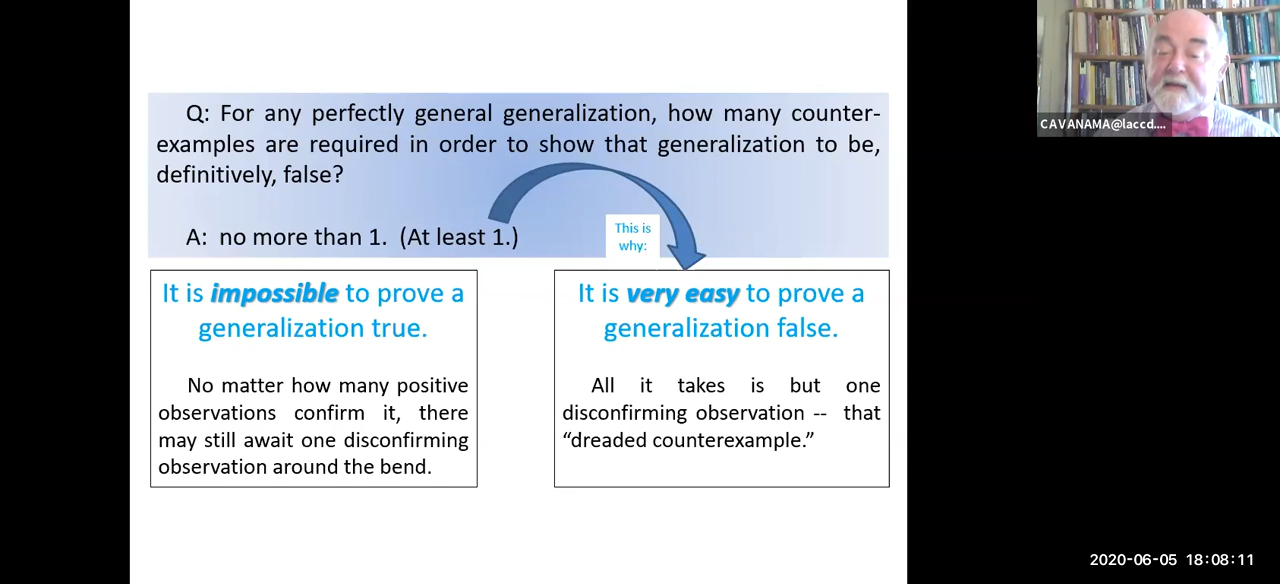 Q: For any perfectly general generalization, how many counter-
examples are required in order to show that generalization to be,
definitively, false?
A: no more than 1. (At least 1.)
This is
why:
It is impossible to prove a
generalization true.
No matter how many positive
observations confirm it, there
may still await one disconfirming
observation around the bend.
It is very easy to prove a
generalization false.
All it takes is but one
disconfirming observation -- that
“dreaded counterexample.”
CAVANAMA@laccd....
2020-06-05 18:08:11